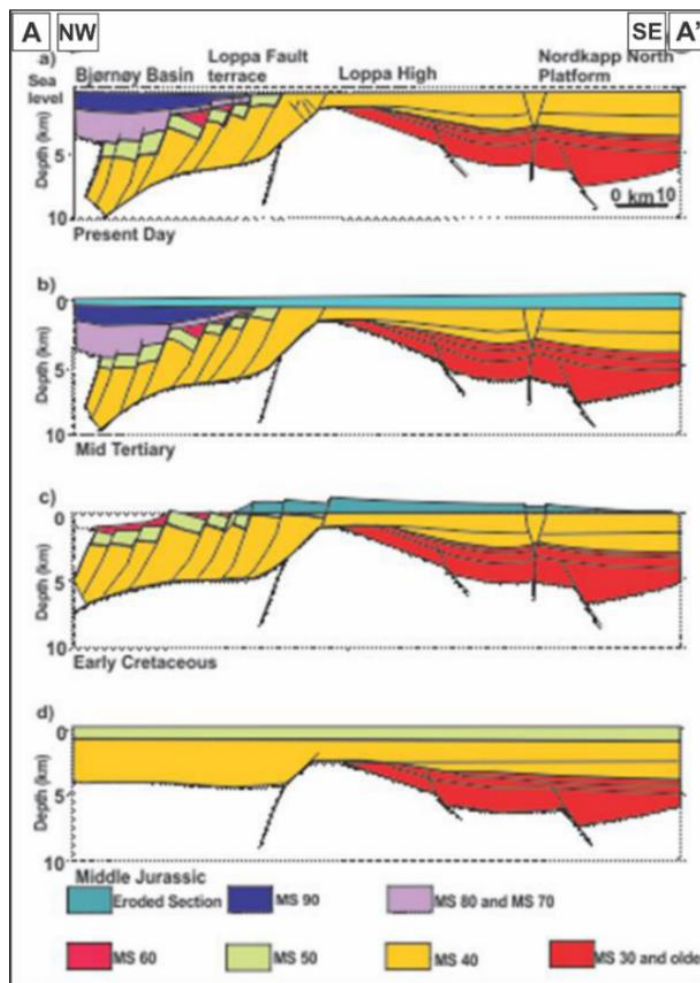 A NW SE A'
a)
Sea level
Bjørnøy Basin
Loppa Fault terrace
Loppa High
Nordkapp North Platform
0
5
10
Depth (km)
0 km 10
Present Day
b)
0
5
10
Depth (km)
Mid Tertiary
c)
0
5
10
Depth (km)
Early Cretaceous
d)
0
5
10
Depth (km)
Middle Jurassic
Eroded Section
MS 90
MS 80 and MS 70
MS 60
MS 50
MS 40
MS 30 and olde